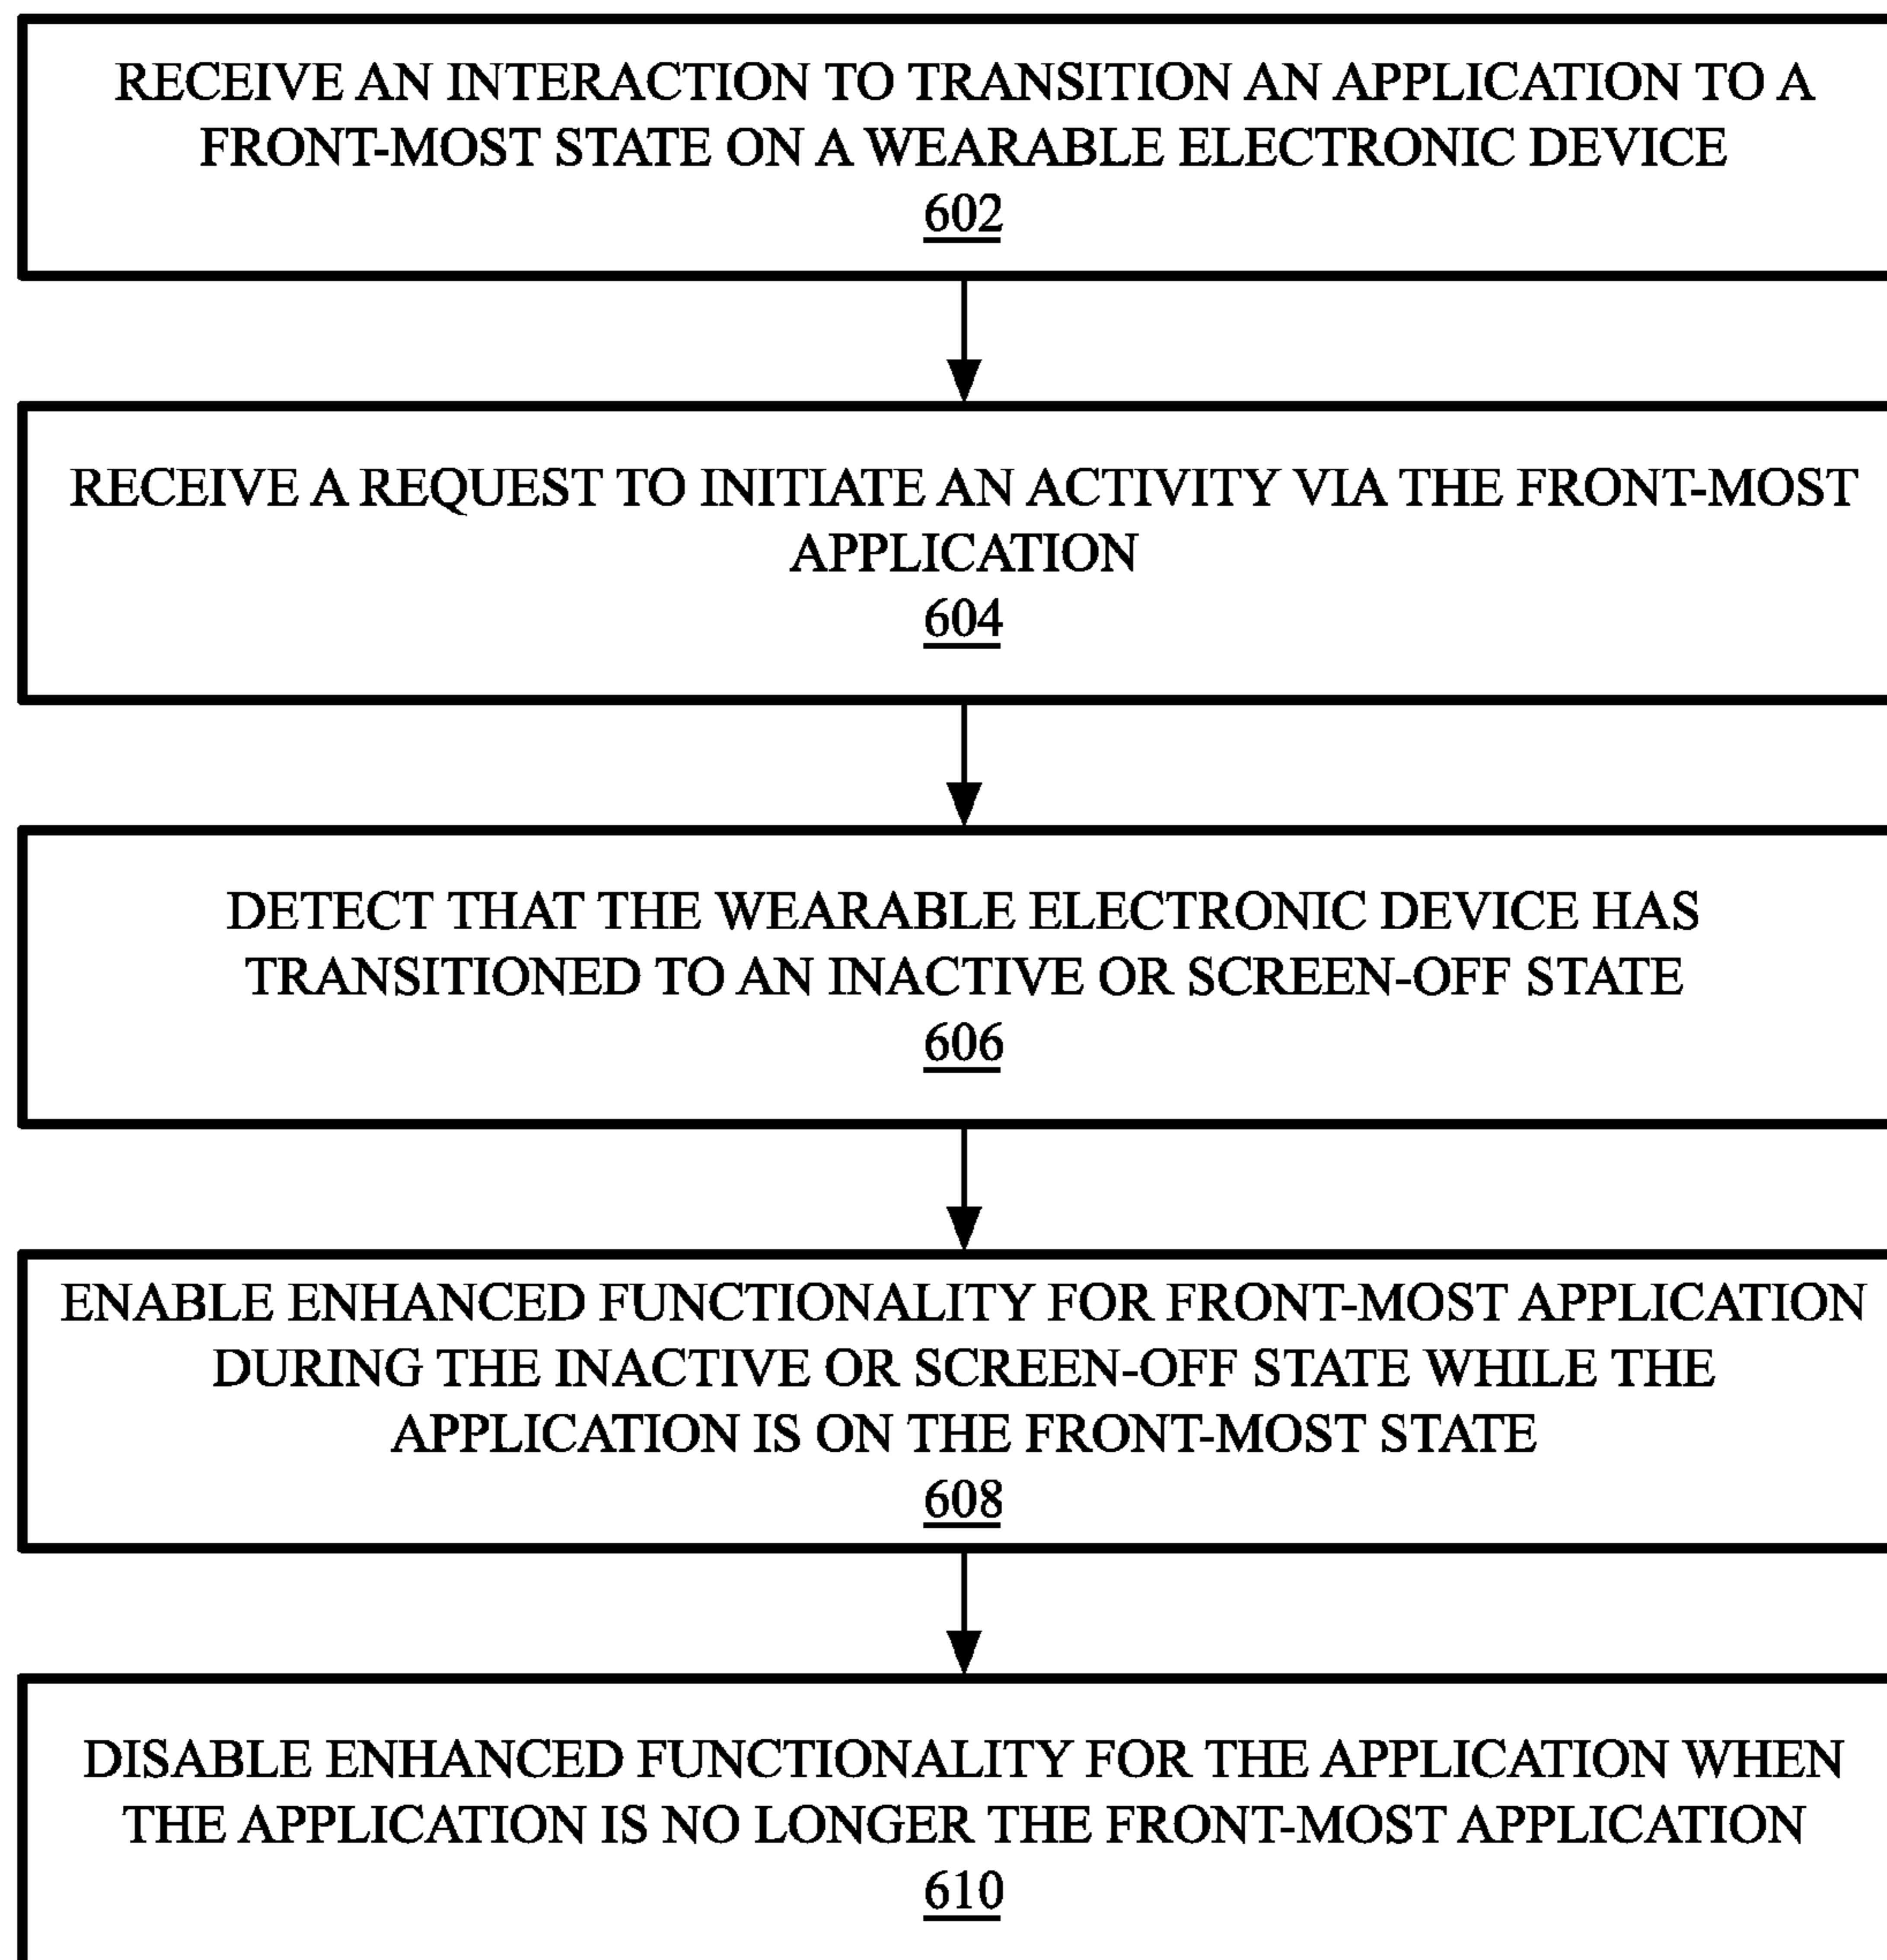 RECEIVE AN INTERACTION TO TRANSITION AN APPLICATION TO A
FRONT-MOST STATE ON A WEARABLE ELECTRONIC DEVICE
602
RECEIVE A REQUEST TO INITIATE AN ACTIVITY VIA THE FRONT-MOST
APPLICATION
604
DETECT THAT THE WEARABLE ELECTRONIC DEVICE HAS
TRANSITIONED TO AN INACTIVE OR SCREEN-OFF STATE
606
ENABLE ENHANCED FUNCTIONALITY FOR FRONT-MOST APPLICATION
DURING THE INACTIVE OR SCREEN-OFF STATE WHILE THE
APPLICATION IS ON THE FRONT-MOST STATE
608
DISABLE ENHANCED FUNCTIONALITY FOR THE APPLICATION WHEN
THE APPLICATION IS NO LONGER THE FRONT-MOST APPLICATION
610